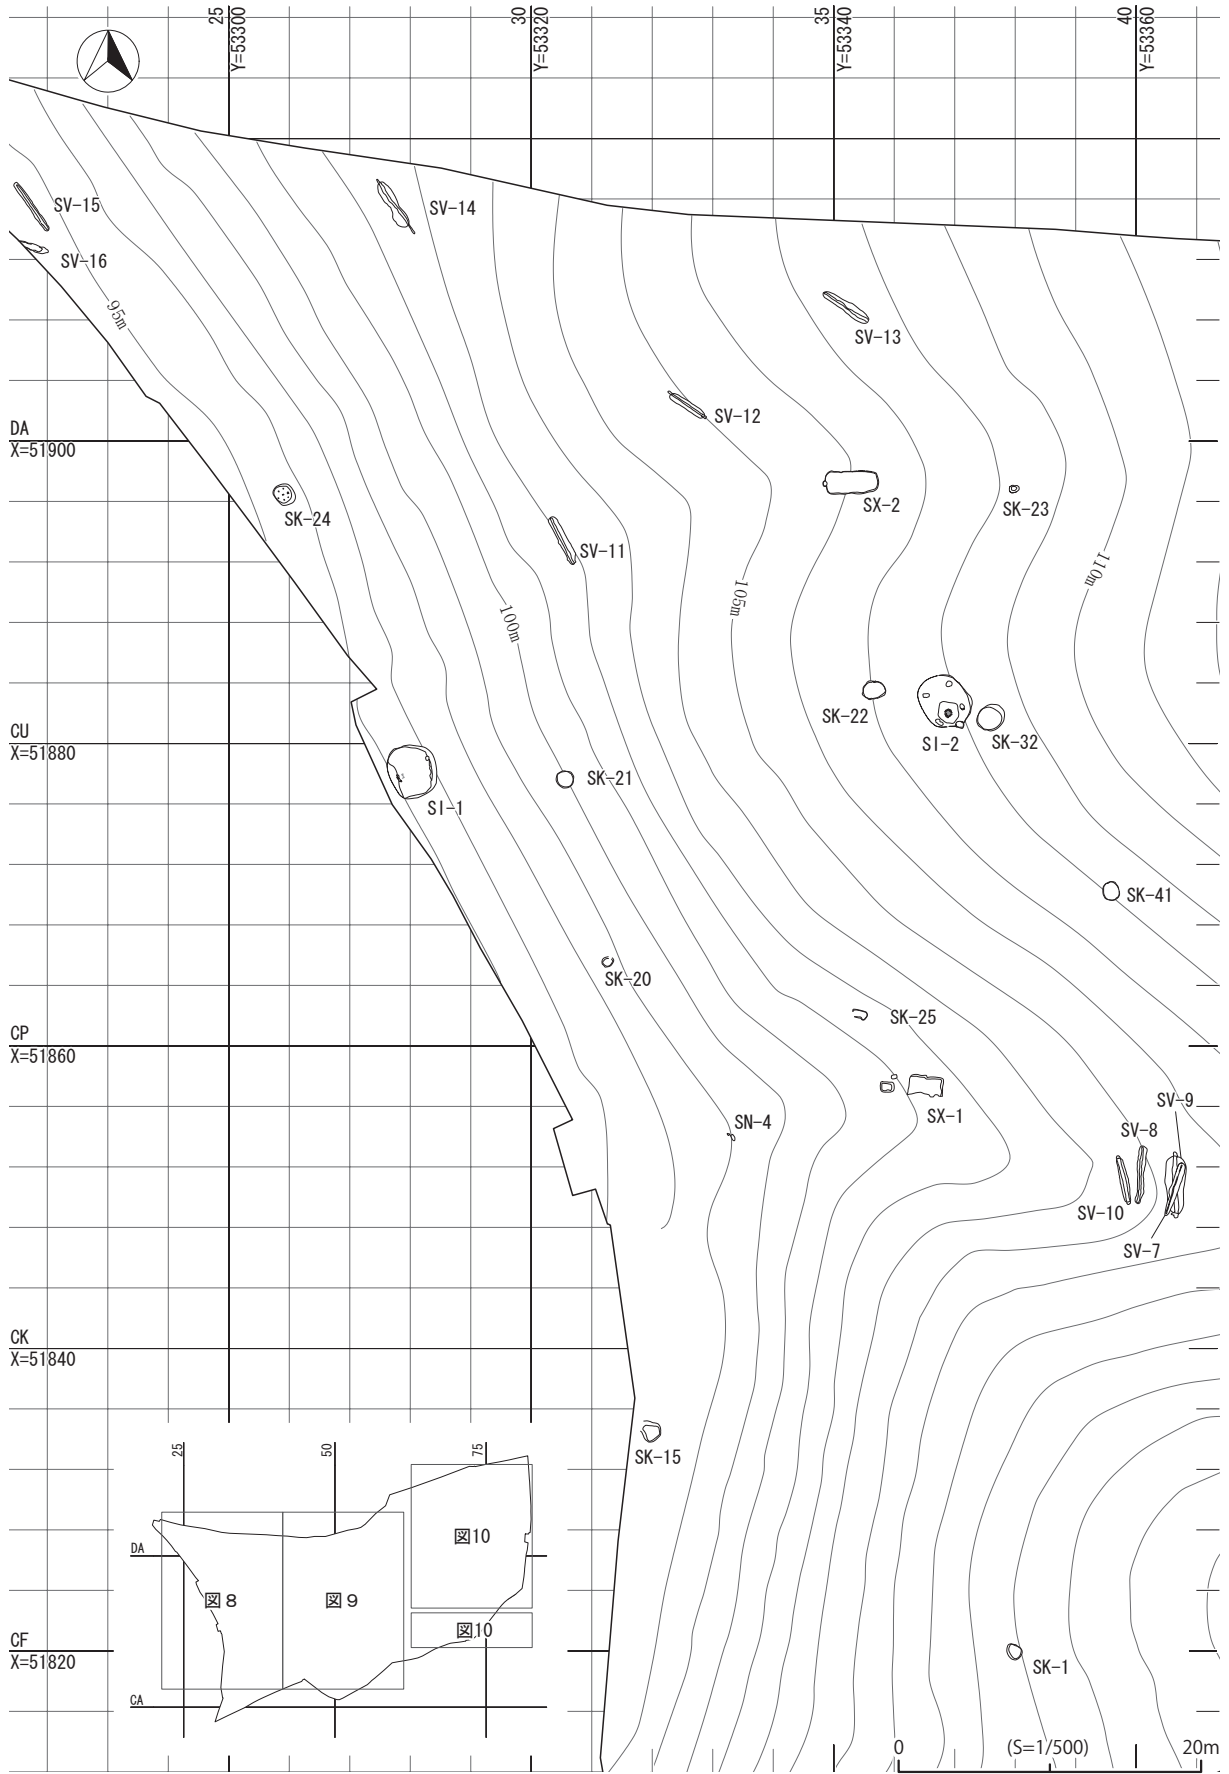 25
Y=53300
30
Y=53320
35
Y=53340
40
Y=53360
SV-15
SV-14
SV-16
95m
SV-13
SV-12
DA
X=51900
SX-2
SK-24
SK-23
SV-11
105m
110m
100m
SK-22
SI-2
SK-32
CU
X=51880
SK-21
SI-1
SK-41
SK-20
SK-25
CP
X=51860
SX-1
SV-9
SN-4
SV-8
SV-10
SV-7
CK
X=51840
SK-15
25
50
75
DA
図10
図8
図9
図10
CF
X=51820
SK-1
CA
0
(S=1/500)
20m